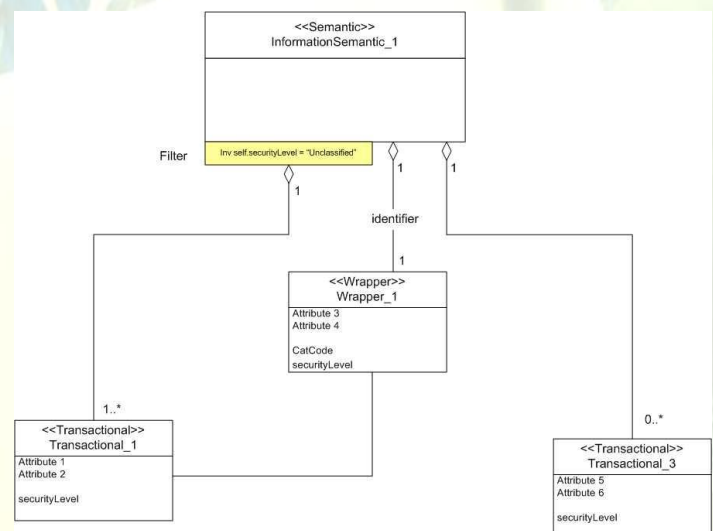 <<Semantic>>
InformationSemantic_1
Filter
Inv self.securityLevel = "Unclassified"
1
1
1
identifier
1
<<Wrapper>>
Wrapper_1
Attribute 3
Attribute 4
CatCode
securityLevel
1..*
<<Transactional>>
Transactional_1
Attribute 1
Attribute 2
securityLevel
0..*
<<Transactional>>
Transactional_3
Attribute 5
Attribute 6
securityLevel